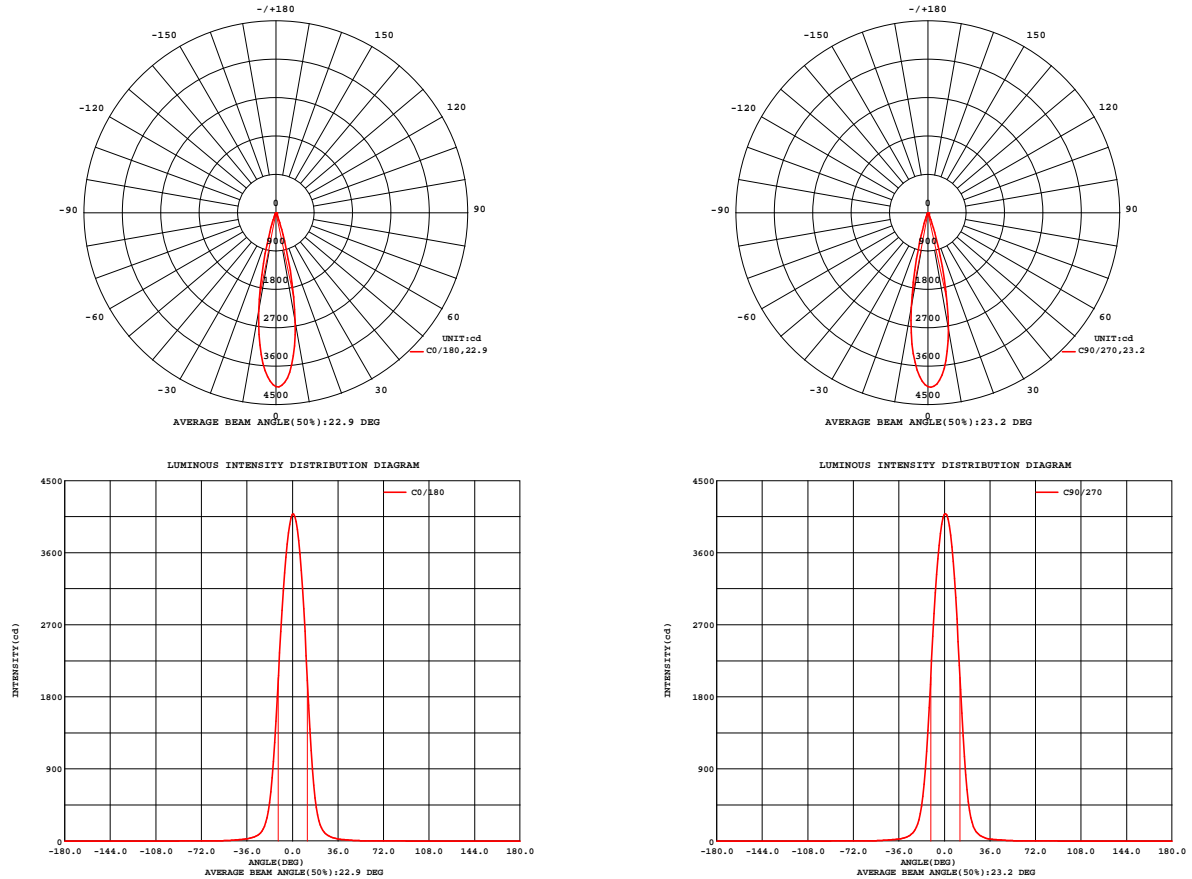 -/+180
-150
150
-120
120
-90
90
0
900
1800
2700
3600
4500
-60
60
-30
30
0
UNIT:cd
C0/180,22.9
AVERAGE BEAM ANGLE(50%):22.9 DEG
-/+180
-150
150
-120
120
-90
90
0
900
1800
2700
3600
4500
-60
60
-30
30
0
UNIT:cd
C90/270,23.2
AVERAGE BEAM ANGLE(50%):23.2 DEG
LUMINOUS INTENSITY DISTRIBUTION DIAGRAM
C0/180
INTENSITY(cd)
4500
3600
2700
1800
900
0
-180.0 -144.0 -108.0 -72.0 -36.0 0.0 36.0 72.0 108.0 144.0 180.0
ANGLE(DEG)
AVERAGE BEAM ANGLE(50%):22.9 DEG
LUMINOUS INTENSITY DISTRIBUTION DIAGRAM
C90/270
INTENSITY(cd)
4500
3600
2700
1800
900
0
-180.0 -144.0 -108.0 -72.0 -36.0 0.0 36.0 72.0 108.0 144.0 180.0
ANGLE(DEG)
AVERAGE BEAM ANGLE(50%):23.2 DEG